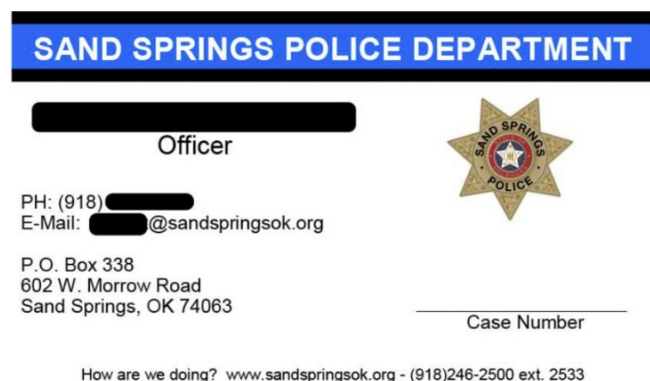 SAND SPRINGS POLICE DEPARTMENT
Officer
PH: (918)
E-Mail: @sandspringsok.org
P.O. Box 338
602 W. Morrow Road
Sand Springs, OK 74063
SAND SPRINGS
POLICE
Case Number
How are we doing? www.sandspringsok.org - (918)246-2500 ext. 2533